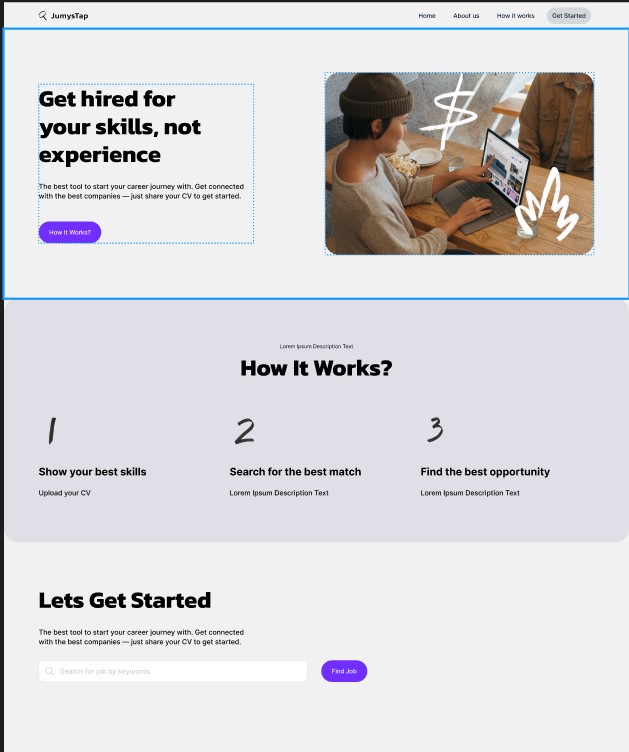 JumysTap
Home
About us
How it works
Get Started
Get hired for
your skills, not
experience
The best tool to start your career journey with. Get connected
with the best companies — just share your CV to get started.
How It Works?
$
Lorem Ipsum Description Text
How It Works?
1
2
3
Show your best skills
Search for the best match
Find the best opportunity
Upload your CV
Lorem Ipsum Description Text
Lorem Ipsum Description Text
Lets Get Started
The best tool to start your career journey with. Get connected
with the best companies — just share your CV to get started.
Search for job by keywords
Find Job